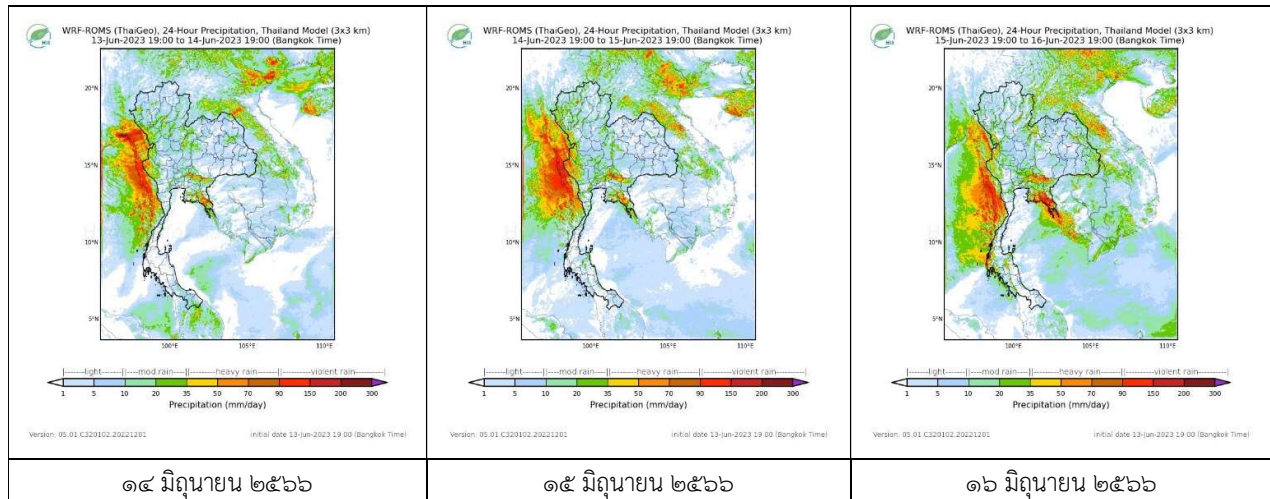 WRF-ROMS (ThaiGeo), 24-Hour Precipitation, Thailand Model (3x3 km)
13-Jun-2023 19:00 to 14-Jun-2023 19:00 (Bangkok Time)
20°N
15°N
10°N
5°N
100°E
105°E
110°E
|--------light-------||----mod rain----||---------heavy rain---------||-----------violent rain-----------
1 5 10 20 35 50 70 90 150 200 300
Precipitation (mm/day)
Version: 05.01.C320102.20221201
initial date 13-Jun-2023 19:00 (Bangkok Time)
๑๔ มิถุนายน ๒๕๖๖
WRF-ROMS (ThaiGeo), 24-Hour Precipitation, Thailand Model (3x3 km)
14-Jun-2023 19:00 to 15-Jun-2023 19:00 (Bangkok Time)
20°N
15°N
10°N
5°N
100°E
105°E
110°E
|--------light-------||----mod rain----||---------heavy rain---------||-----------violent rain-----------
1 5 10 20 35 50 70 90 150 200 300
Precipitation (mm/day)
Version: 05.01.C320102.20221201
initial date 13-Jun-2023 19:00 (Bangkok Time)
๑๕ มิถุนายน ๒๕๖๖
WRF-ROMS (ThaiGeo), 24-Hour Precipitation, Thailand Model (3x3 km)
15-Jun-2023 19:00 to 16-Jun-2023 19:00 (Bangkok Time)
20°N
15°N
10°N
5°N
100°E
105°E
110°E
|--------light-------||----mod rain----||---------heavy rain---------||-----------violent rain-----------
1 5 10 20 35 50 70 90 150 200 300
Precipitation (mm/day)
Version: 05.01.C320102.20221201
initial date 13-Jun-2023 19:00 (Bangkok Time)
๑๖ มิถุนายน ๒๕๖๖